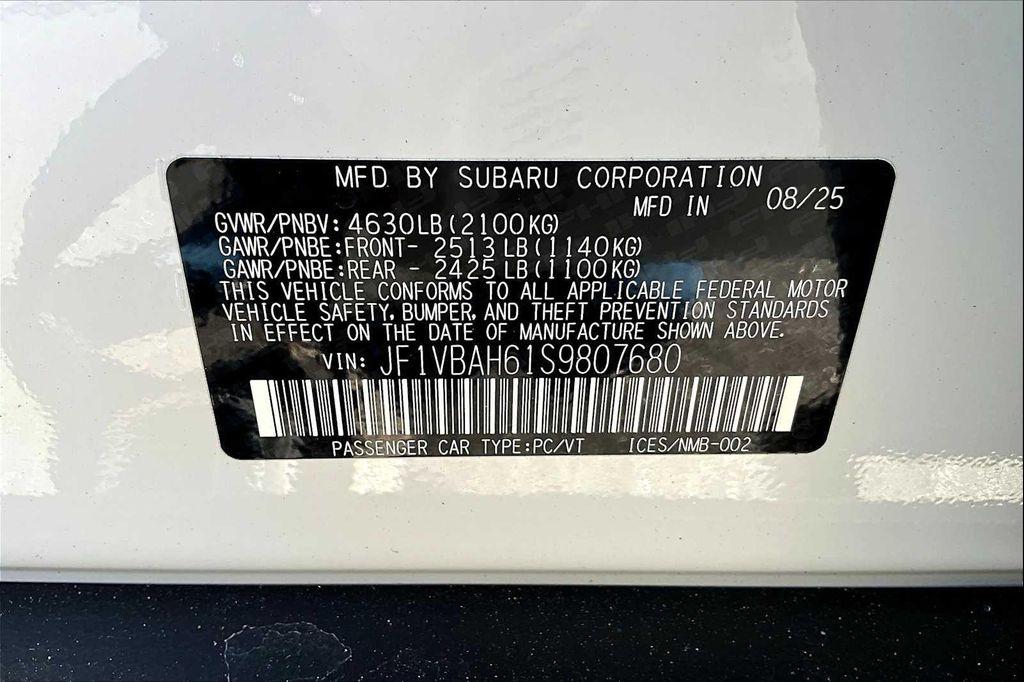 MFD BY SUBARU CORPORATION
MFD IN 08/25
GVWR/PNBV: 4630LB(2100KG)
GAWR/PNBE:FRONT- 2513 LB(1140KG)
GAWR/PNBE:REAR - 2425 LB(1100KG)
THIS VEHICLE CONFORMS TO ALL APPLICABLE FEDERAL MOTOR
VEHICLE SAFETY, BUMPER, AND THEFT PREVENTION STANDARDS
IN EFFECT ON THE DATE OF MANUFACTURE SHOWN ABOVE.
VIN: JF1VBAH61S9807680
PASSENGER CAR TYPE:PC/VT ICES/NMB-002